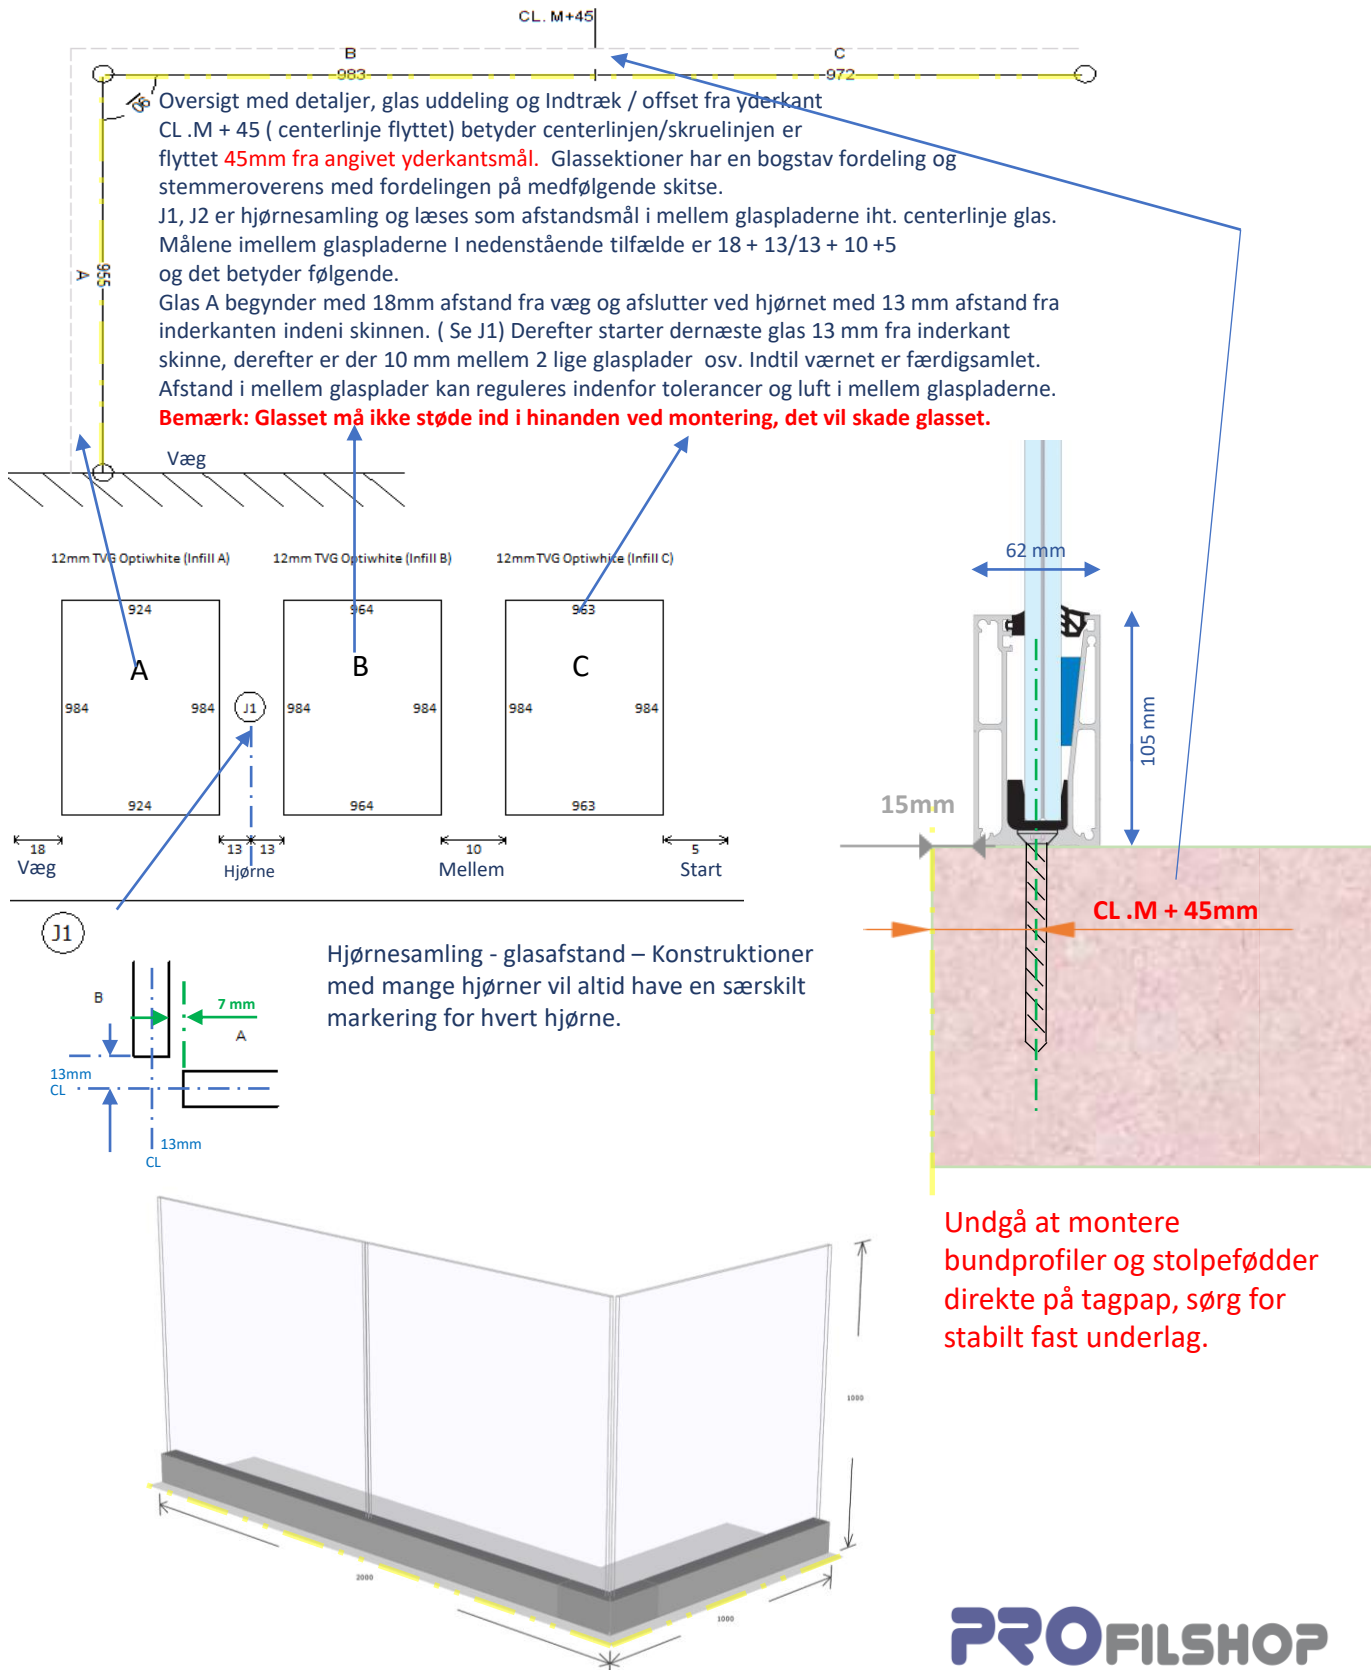 CL. M+45
B
C
983
972
90
Oversigt med detaljer, glas uddeling og Indtræk / offset fra yderkant
CL .M + 45 ( centerlinje flyttet) betyder centerlinjen/skruelinjen er
flyttet 45mm fra angivet yderkantsmål. Glassektioner har en bogstav fordeling og
stemmeroverens med fordelingen på medfølgende skitse.
J1, J2 er hjørnesamling og læses som afstandsmål i mellem glaspladerne iht. centerlinje glas.
Målene imellem glaspladerne I nedenstående tilfælde er 18 + 13/13 + 10 +5
og det betyder følgende.
Glas A begynder med 18mm afstand fra væg og afslutter ved hjørnet med 13 mm afstand fra
inderkanten indeni skinnen. ( Se J1) Derefter starter dernæste glas 13 mm fra inderkant
skinne, derefter er der 10 mm mellem 2 lige glasplader osv. Indtil værnet er færdigsamlet.
Afstand i mellem glasplader kan reguleres indenfor tolerancer og luft i mellem glaspladerne.
Bemærk: Glasset må ikke støde ind i hinanden ved montering, det vil skade glasset.
A
955
Væg
12mm TVG Optiwhite (Infill A)
12mm TVG Optiwhite (Infill B)
12mm TVG Optiwhite (Infill C)
924
964
963
A
B
C
984
984
J1
984
984
984
984
924
964
963
18
13
13
10
5
Væg
Hjørne
Mellem
Start
62 mm
105 mm
15mm
CL .M + 45mm
J1
Hjørnesamling - glasafstand – Konstruktioner
med mange hjørner vil altid have en særskilt
markering for hvert hjørne.
B
7 mm
A
13mm
CL
13mm
CL
Undgå at montere
bundprofiler og stolpefødder
direkte på tagpap, sørg for
stabilt fast underlag.
1000
2000
1000
PROFILSHOP